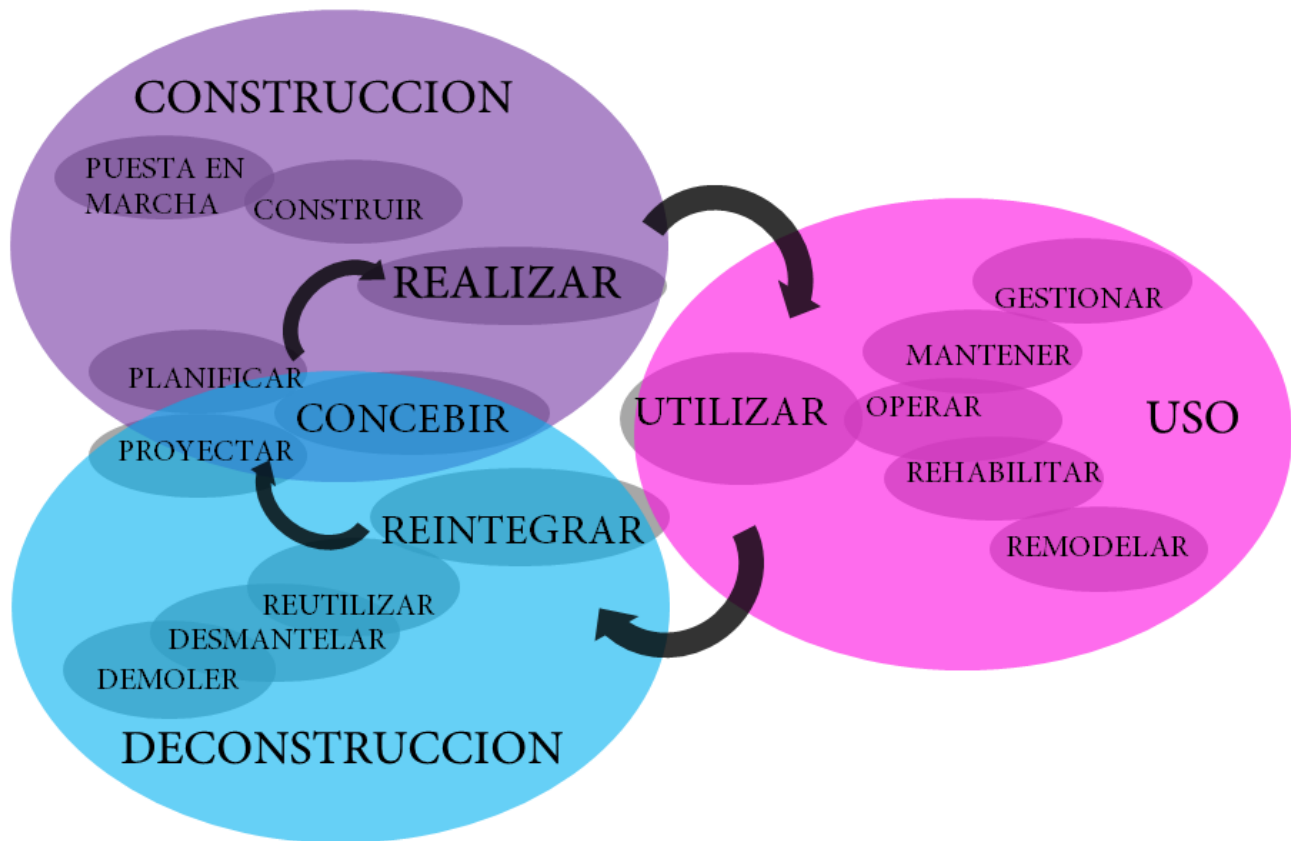 CONSTRUCCION
PUESTA EN
MARCHA
CONSTRUIR
REALIZAR
PLANIFICAR
CONCEBIR
PROYECTAR
REINTEGRAR
REUTILIZAR
DESMANTELAR
DEMOLER
DECONSTRUCCION
GESTIONAR
MANTENER
UTILIZAR
OPERAR
USO
REHABILITAR
REMODELAR